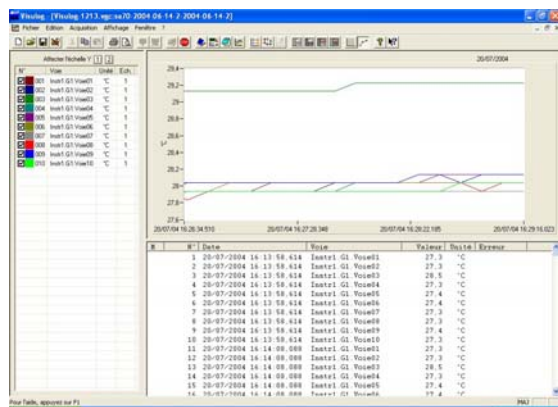 Visulog - [Visulog-1213.vgc:sa70-2004-06-14-2-2004-06-14-2]
Fichier Edition Acquisition Affichage Fenêtre ?
Affecter l'échelle Y 1 2
N° Voie Unité Ech.
001 Instr1.G1.Voie01 °C 1
002 Instr1.G1.Voie02 °C 1
003 Instr1.G1.Voie03 °C 1
004 Instr1.G1.Voie04 °C 1
005 Instr1.G1.Voie05 °C 1
006 Instr1.G1.Voie06 °C 1
007 Instr1.G1.Voie07 °C 1
008 Instr1.G1.Voie08 °C 1
009 Instr1.G1.Voie09 °C 1
010 Instr1.G1.Voie10 °C 1
20/07/2004
28,4
29,2
29
28,8
28,6
°C
28,4
28,2
28
27,8
27,6
20/07/04 16:27:28.348
20/07/04 16:28:22.185
20/07/04 16:29:16.023
M N° Date Voie Valeur Unité Erreur
1 20/07/2004 16:13:58.614 Instr1.G1.Voie01 27.3 °C
2 20/07/2004 16:13:58.614 Instr1.G1.Voie02 27.3 °C
3 20/07/2004 16:13:58.614 Instr1.G1.Voie03 28.5 °C
4 20/07/2004 16:13:58.614 Instr1.G1.Voie04 27.3 °C
5 20/07/2004 16:13:58.614 Instr1.G1.Voie05 27.4 °C
6 20/07/2004 16:13:58.614 Instr1.G1.Voie06 27.3 °C
7 20/07/2004 16:13:58.614 Instr1.G1.Voie07 27.3 °C
8 20/07/2004 16:13:58.614 Instr1.G1.Voie08 27.3 °C
9 20/07/2004 16:13:58.614 Instr1.G1.Voie09 27.4 °C
10 20/07/2004 16:13:58.614 Instr1.G1.Voie10 27.3 °C
11 20/07/2004 16:14:08.088 Instr1.G1.Voie01 27.3 °C
12 20/07/2004 16:14:08.088 Instr1.G1.Voie02 27.3 °C
13 20/07/2004 16:14:08.088 Instr1.G1.Voie03 28.5 °C
14 20/07/2004 16:14:08.088 Instr1.G1.Voie04 27.3 °C
15 20/07/2004 16:14:08.088 Instr1.G1.Voie05 27.4 °C
Pour l'aide, appuyez sur F1
MAJ